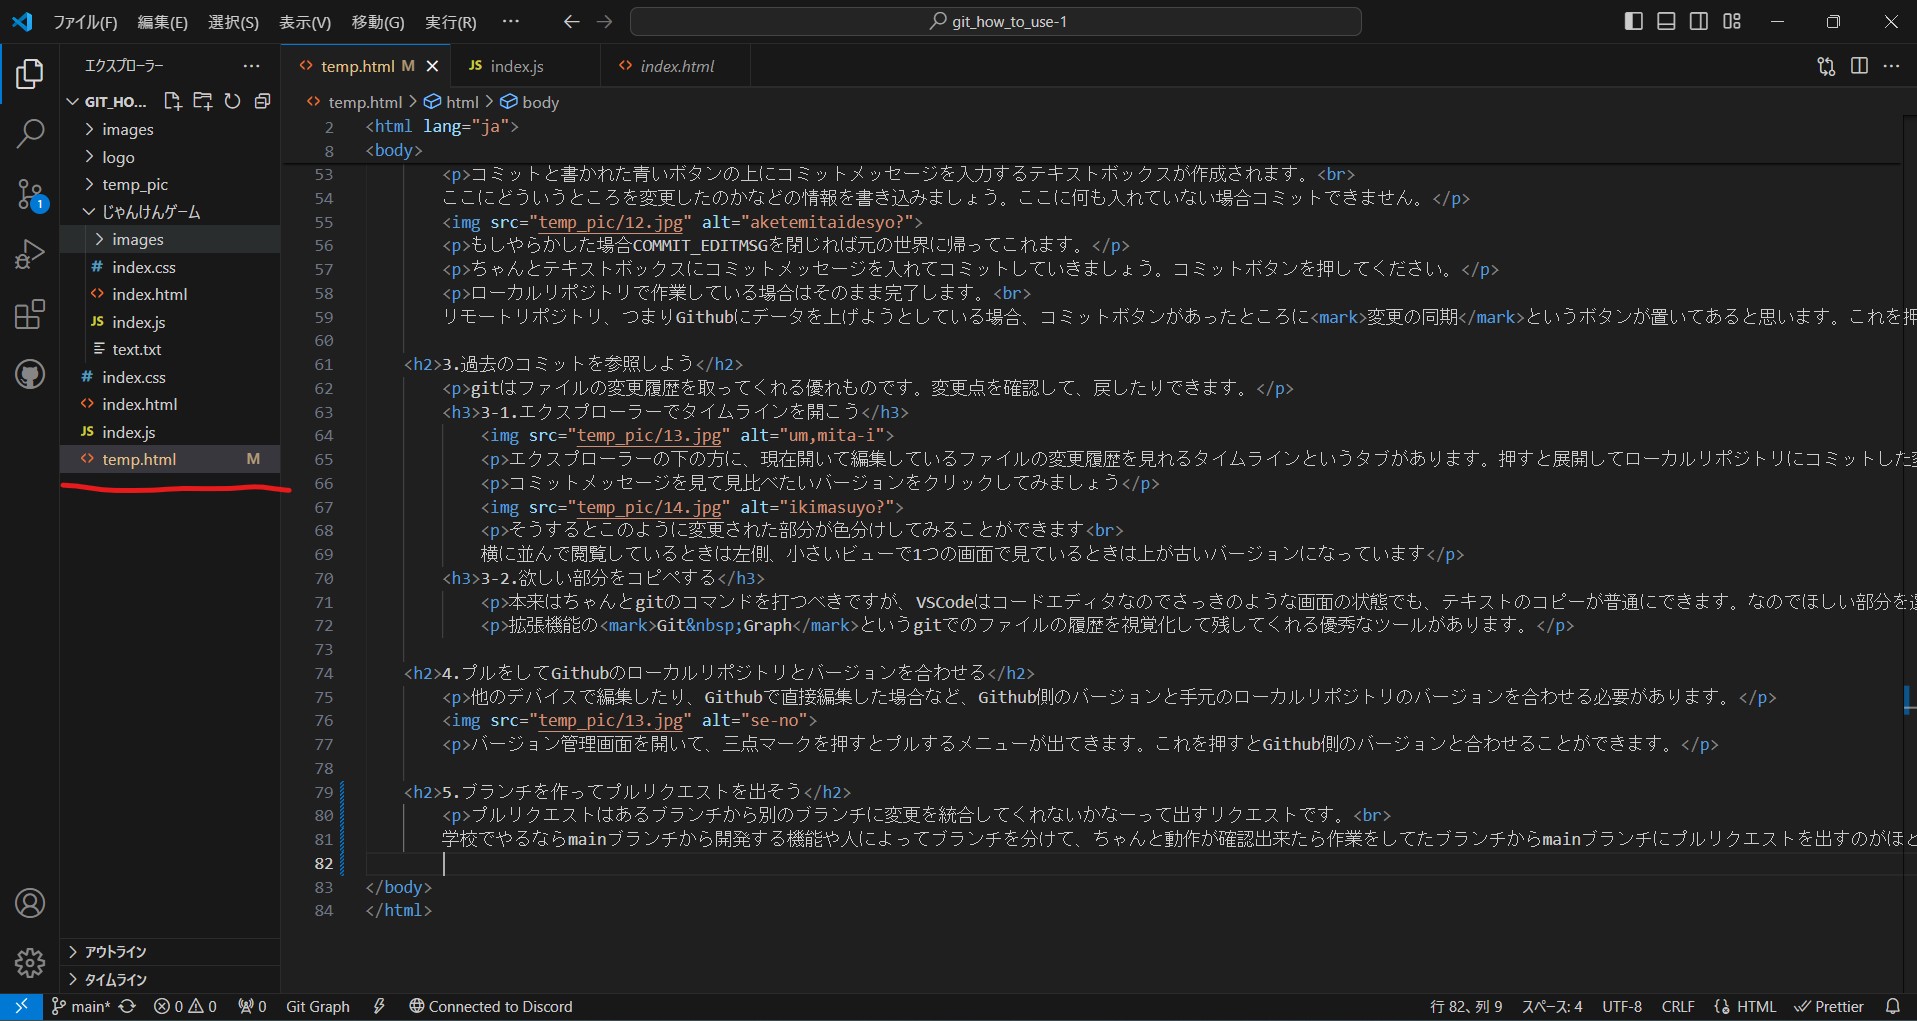 ファイル(F) 編集(E) 選択(S) 表示(V) 移動(G) 実行(R) ··· git_how_to_use-1
エクスプローラー ···
GIT_HO...
images
logo
temp_pic
じゃんけんゲーム
images
# index.css
<> index.html
JS index.js
text.txt
# index.css
<> index.html
JS index.js
<> temp.html M
アウトライン
タイムライン
1
<> temp.html M JS index.js <> index.html
<> temp.html > html > body
2 <html lang="ja">
8 <body>
53 <p>コミットと書かれた青いボタンの上にコミットメッセージを入力するテキストボックスが作成されます。<br>
54 ここにどういうところを変更したのかなどの情報を書き込みましょう。ここに何も入れていない場合コミットできません。</p>
55 <img src="temp_pic/12.jpg" alt="aketemitaidesyo?">
56 <p>もしやらかした場合COMMIT_EDITMSGを閉じれば元の世界に帰ってこれます。</p>
57 <p>ちゃんとテキストボックスにコミットメッセージを入れてコミットしていきましょう。コミットボタンを押してください。</p>
58 <p>ローカルリポジトリで作業している場合はそのまま完了します。<br>
59 リモートリポジトリ、つまりGithubにデータを上げようとしている場合、コミットボタンがあったところに<mark>変更の同期</mark>というボタンが置いてあると思います。これを押
60
61 <h2>3.過去のコミットを参照しよう</h2>
62 <p>gitはファイルの変更履歴を取ってくれる優れものです。変更点を確認して、戻したりできます。</p>
63 <h3>3-1.エクスプローラーでタイムラインを開こう</h3>
64 <img src="temp_pic/13.jpg" alt="um,mita-i">
65 <p>エクスプローラーの下の方に、現在開いて編集しているファイルの変更履歴を見れるタイムラインというタブがあります。押すと展開してローカルリポジトリにコミットした変
66 <p>コミットメッセージを見て見比べたいバージョンをクリックしてみましょう</p>
67 <img src="temp_pic/14.jpg" alt="ikimasuyo?">
68 <p>そうするとこのように変更された部分が色分けしてみることができます<br>
69 横に並んで閲覧しているときは左側、小さいビューで1つの画面で見ているときは上が古いバージョンになっています</p>
70 <h3>3-2.欲しい部分をコピペする</h3>
71 <p>本来はちゃんとgitのコマンドを打つべきですが、VSCodeはコードエディタなのでさっきのような画面の状態でも、テキストのコピーが普通にできます。なのでほしい部分を選
72 <p>拡張機能の<mark>Git&nbsp;Graph</mark>というgitでのファイルの履歴を視覚化して残してくれる優秀なツールがあります。</p>
73
74 <h2>4.プルをしてGithubのローカルリポジトリとバージョンを合わせる</h2>
75 <p>他のデバイスで編集したり、Githubで直接編集した場合など、Github側のバージョンと手元のローカルリポジトリのバージョンを合わせる必要があります。</p>
76 <img src="temp_pic/13.jpg" alt="se-no">
77 <p>バージョン管理画面を開いて、三点マークを押すとプルするメニューが出てきます。これを押すとGithub側のバージョンと合わせることができます。</p>
78
79 <h2>5.ブランチを作ってプルリクエストを出そう</h2>
80 <p>プルリクエストはあるブランチから別のブランチに変更を統合してくれないかなーって出すリクエストです。<br>
81 学校でやるならmainブランチから開発する機能や人によってブランチを分けて、ちゃんと動作が確認出来たら作業をしてたブランチからmainブランチにプルリクエストを出すのがほと
82
83 </body>
84 </html>
main* 0 0 0 Git Graph Connected to Discord 行 82、列 9 スペース: 4 UTF-8 CRLF HTML Prettier